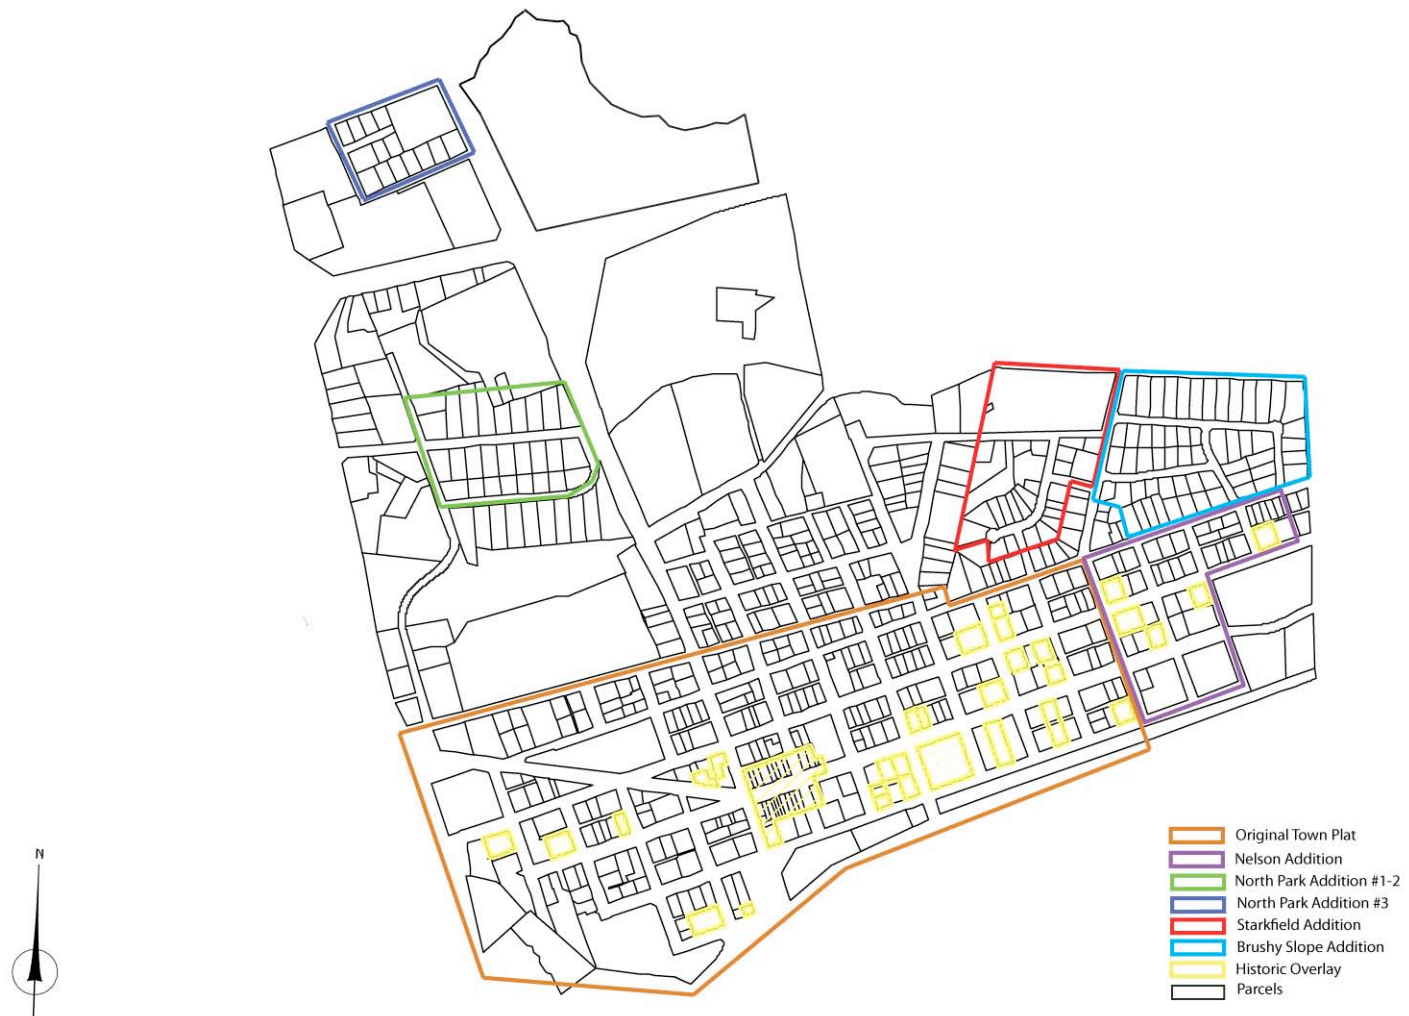 N
Original Town Plat
Nelson Addition
North Park Addition #1-2
North Park Addition #3
Starkfield Addition
Brushy Slope Addition
Historic Overlay
Parcels